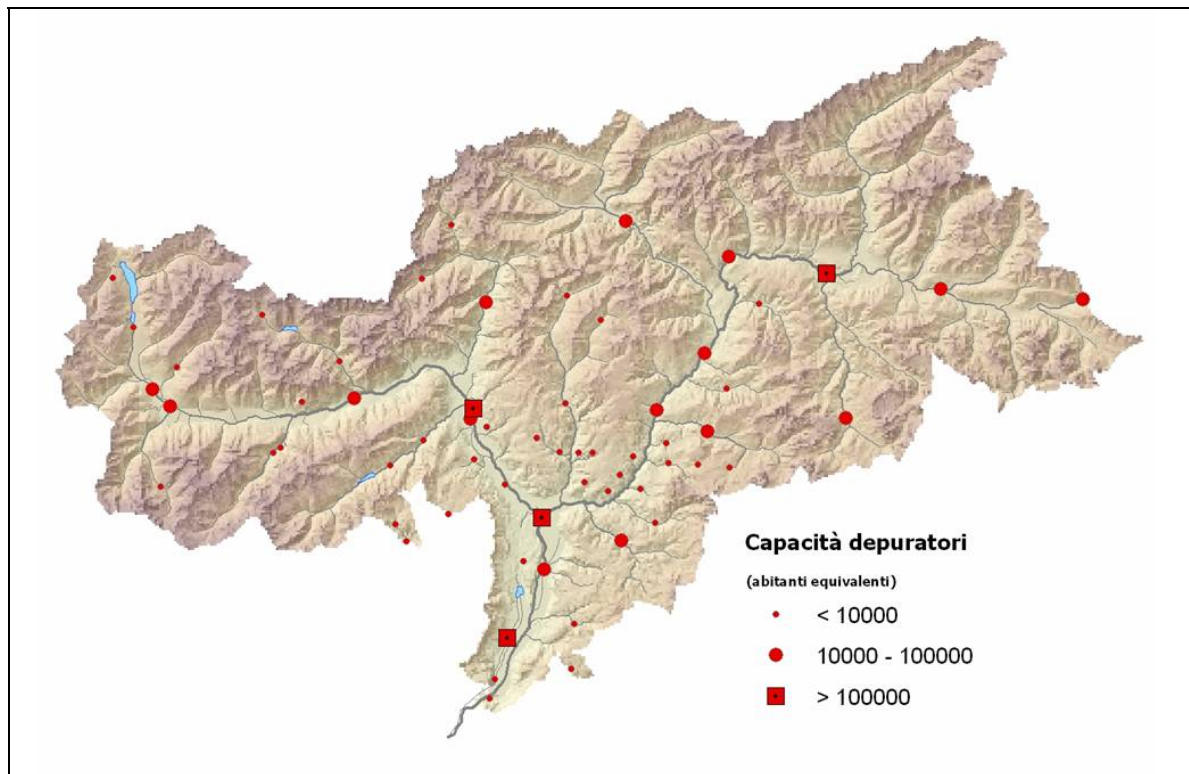 Capacità depuratori
(abitanti equivalenti)
< 10000
10000 - 100000
> 100000